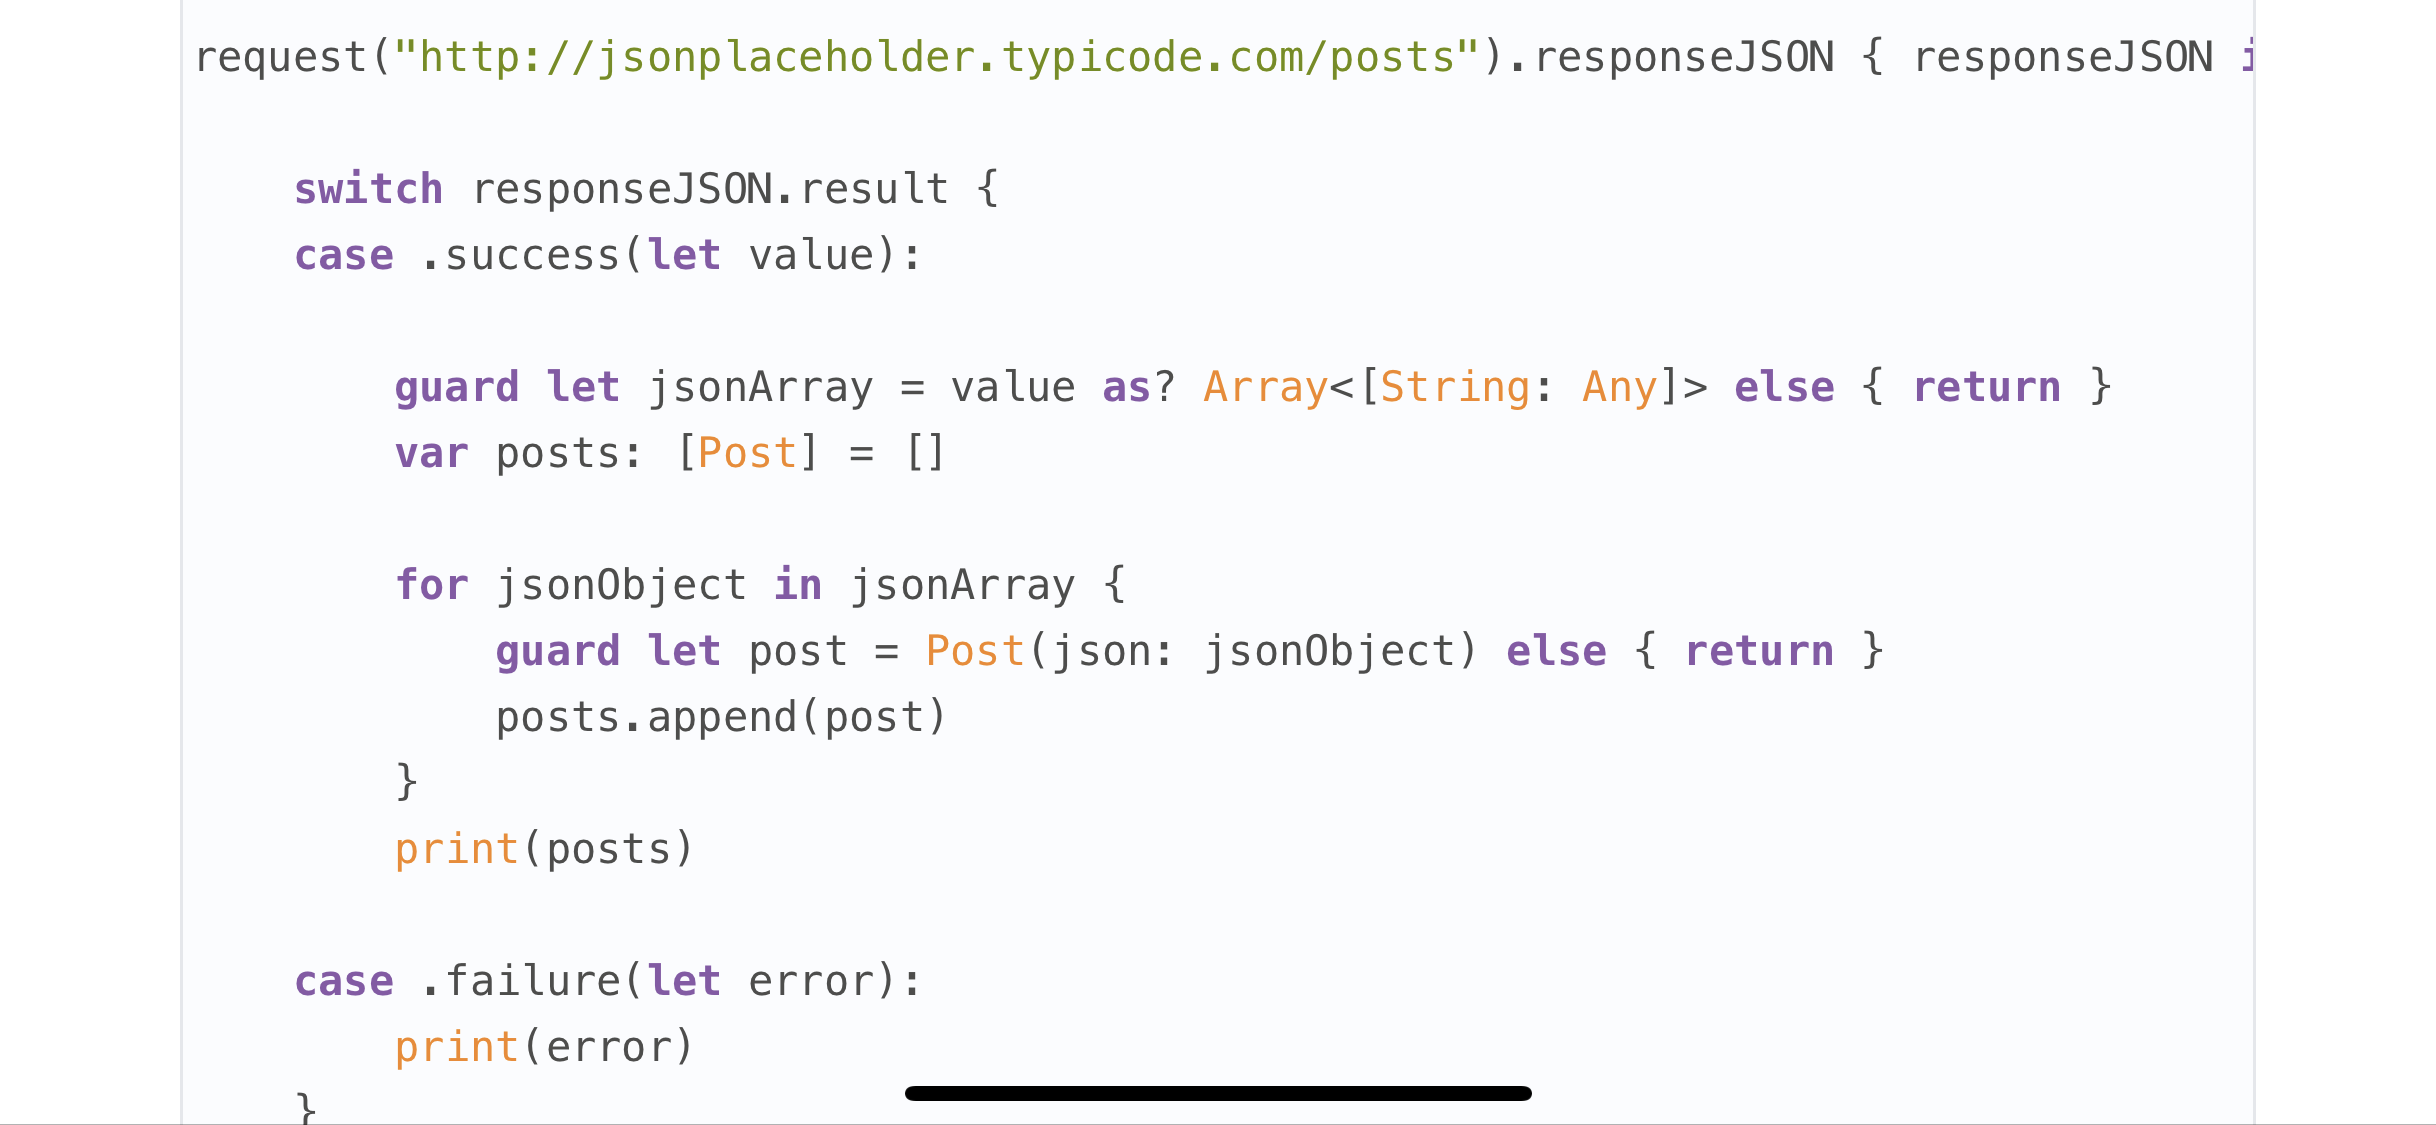 request("http://jsonplaceholder.typicode.com/posts").responseJSON { responseJSON
switch responseJSON.result {
case .success(let value):
guard let jsonArray = value as? Array<[String: Any]> else { return }
var posts: [Post] = []
for jsonObject in jsonArray {
guard let post = Post(json: jsonObject) else { return }
posts.append(post)
}
print(posts)
case .failure(let error):
print(error)
}